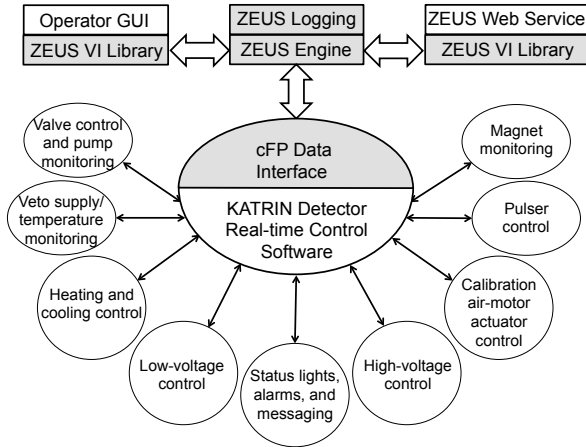 Operator GUI
ZEUS VI Library
ZEUS Logging
ZEUS Engine
ZEUS Web Service
ZEUS VI Library
cFP Data
Interface
KATRIN Detector
Real-time Control
Software
Valve control
and pump
monitoring
Veto supply/
temperature
monitoring
Heating and
cooling control
Low-voltage
control
Status lights,
alarms, and
messaging
High-voltage
control
Calibration
air-motor
actuator
control
Pulser
control
Magnet
monitoring